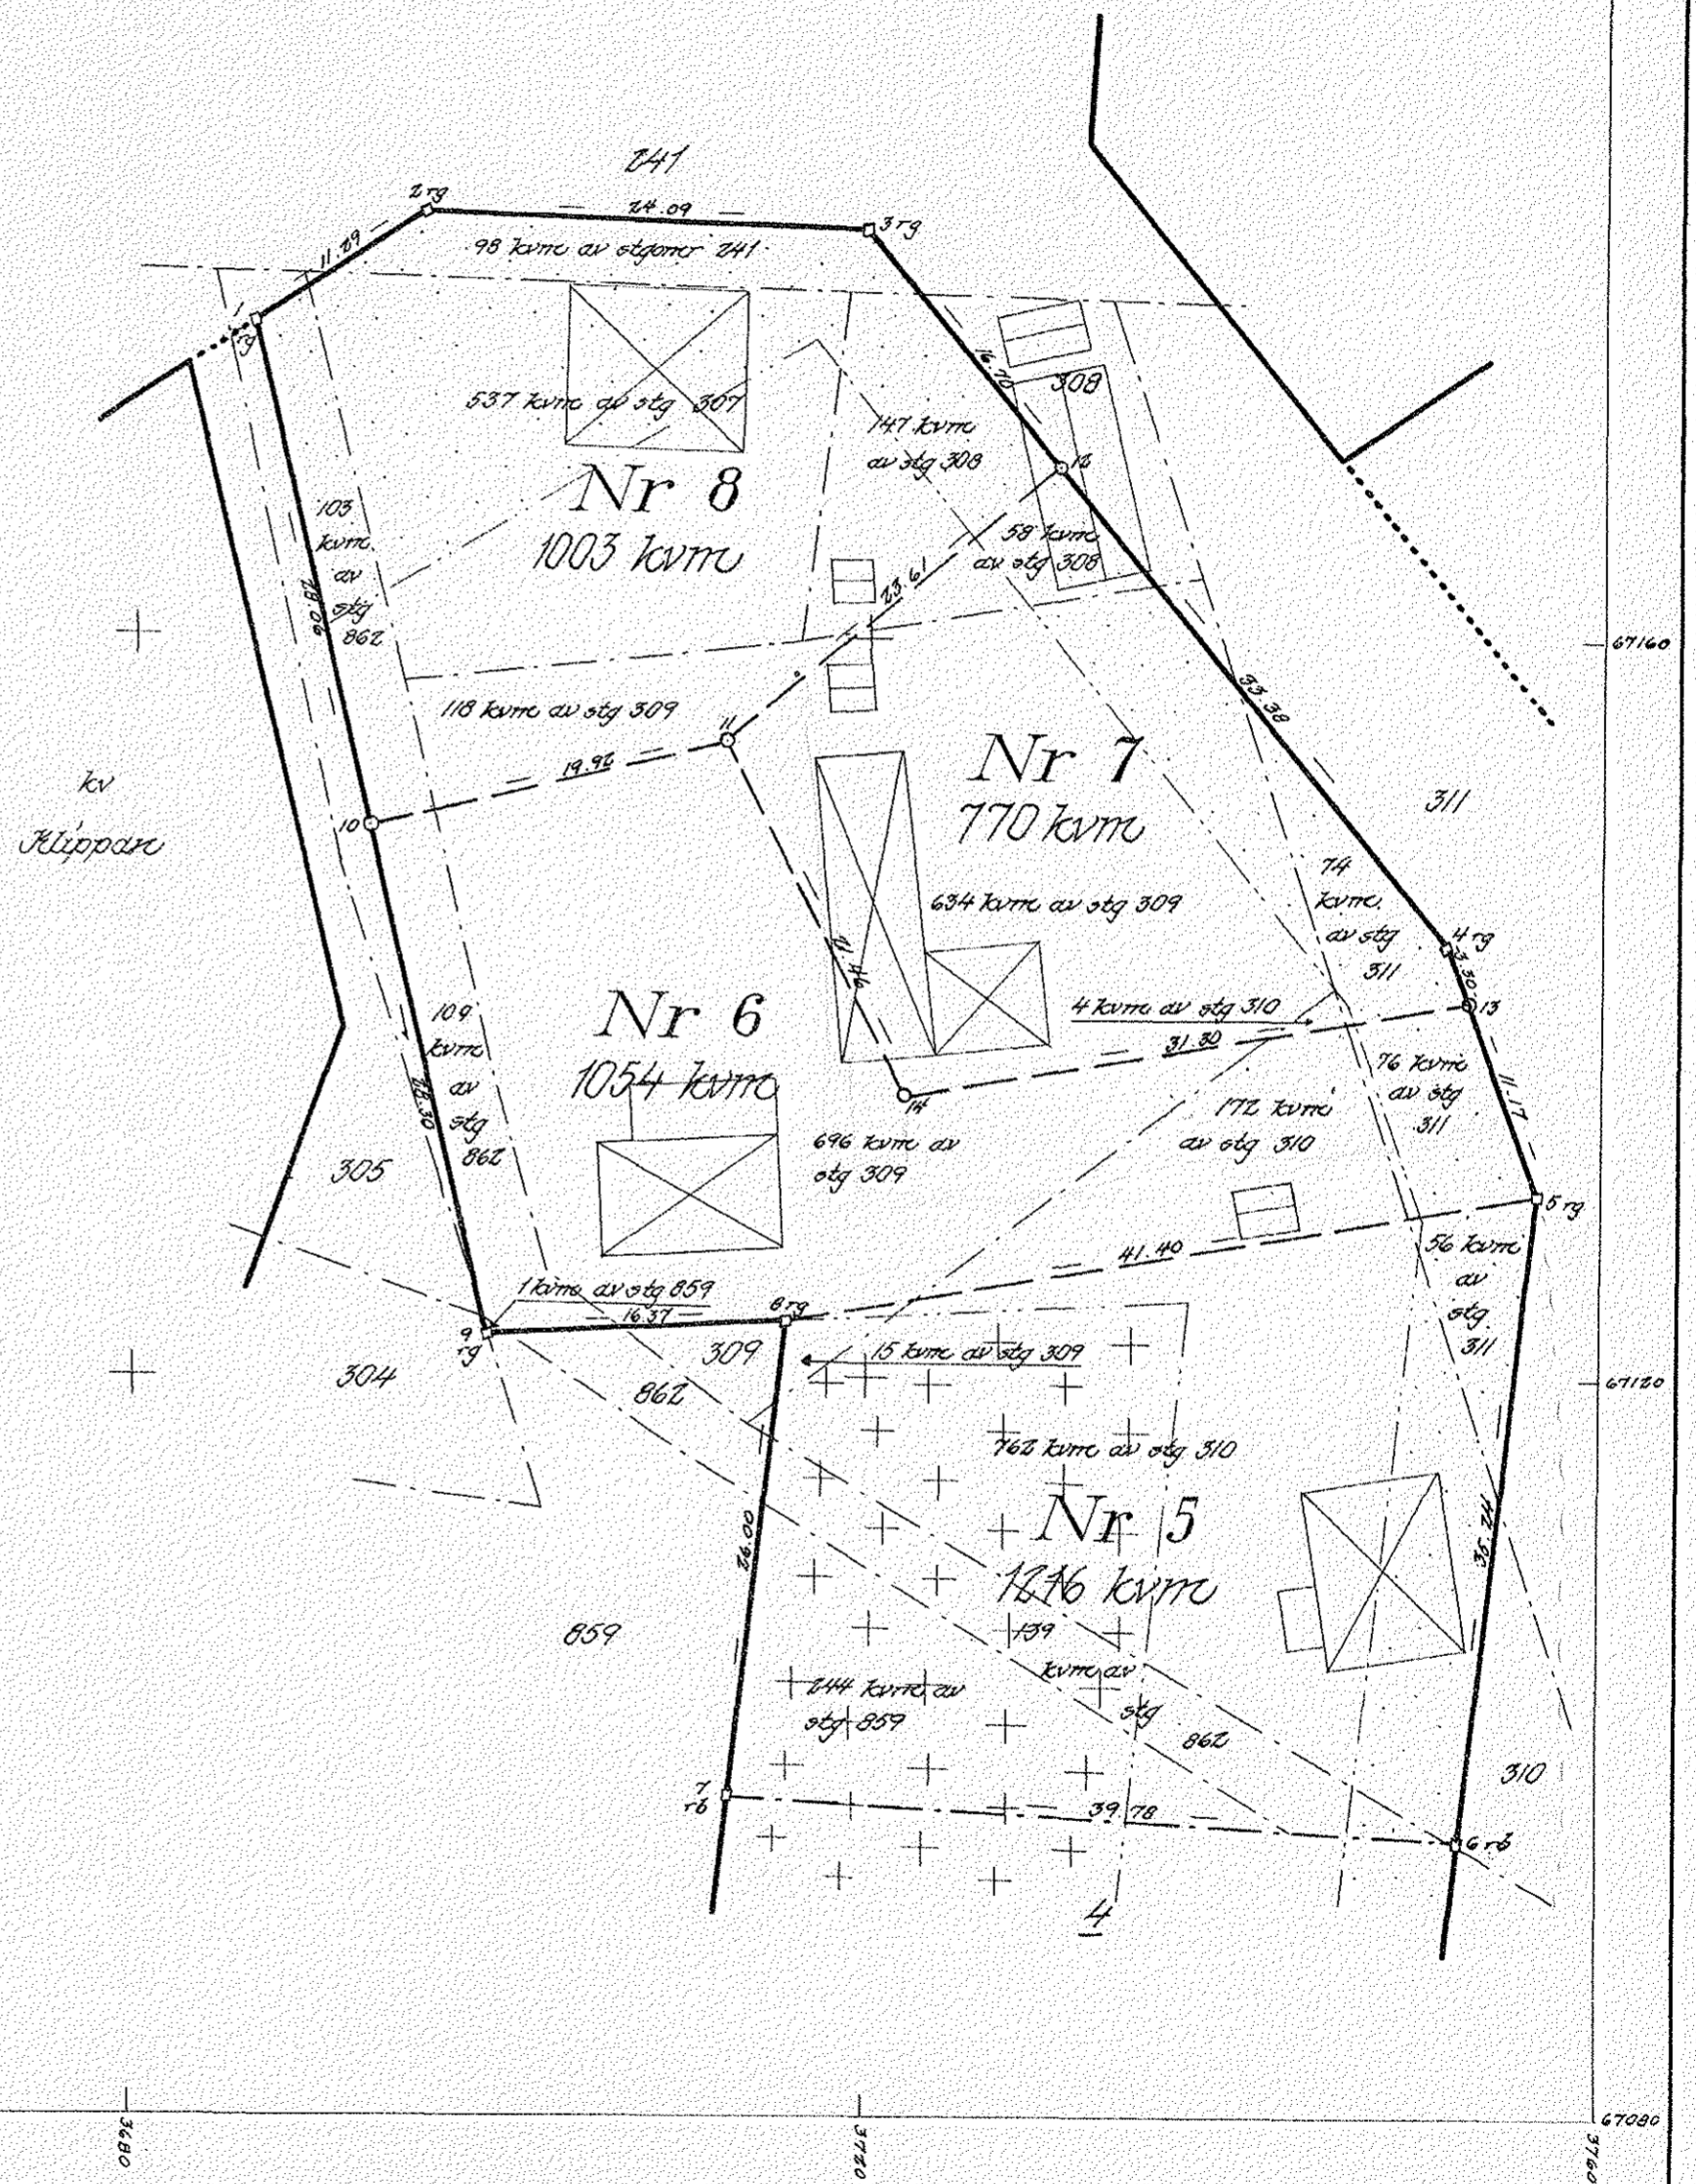 241
2 rg
24.09
3 rg
98 kvm av stgomr 241
11.29
1
rg
16.70
308
537 kvm av stg 307
147 kvm
av stg 308
12
Nr 8
1003 kvm
103
kvm
av
stg
862
28.06
58 kvm
av stg 308
23.61
67160
118 kvm av stg 309
33.38
11
19.92
Nr 7
770 kvm
kv
Klippan
311
10
74
kvm
av stg
311
634 kvm av stg 309
4 rg
3.30
21.46
Nr 6
1054 kvm
109
kvm
av
stg
862
4 kvm av stg 310
13
31.30
76 kvm
av stg
311
11.17
28.30
14
172 kvm
av stg 310
696 kvm av
stg 309
305
5 rg
41.40
56 kvm
av
stg
311
1 kvm av stg 859
16.37
8 rg
9
rg
309
15 kvm av stg 309
304
862
67120
762 kvm av stg 310
Nr 5
1216 kvm
26.00
35.24
859
139
kvm av
stg
862
244 kvm av
stg 859
310
7
rb
39.78
6 rb
4
67080
3680
3720
3760